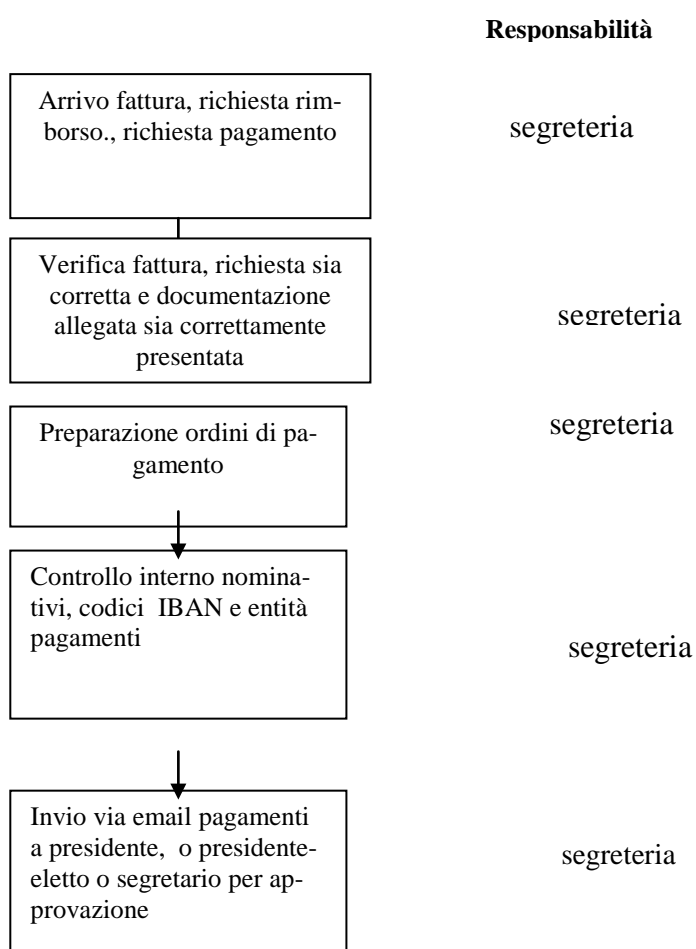 Responsabilità
Arrivo fattura, richiesta rim-
borso., richiesta pagamento
segreteria
Verifica fattura, richiesta sia
corretta e documentazione
allegata sia correttamente
presentata
segreteria
Preparazione ordini di pa-
gamento
segreteria
Controllo interno nomina-
tivi, codici IBAN e entità
pagamenti
segreteria
Invio via email pagamenti
a presidente, o presidente-
eletto o segretario per ap-
provazione
segreteria